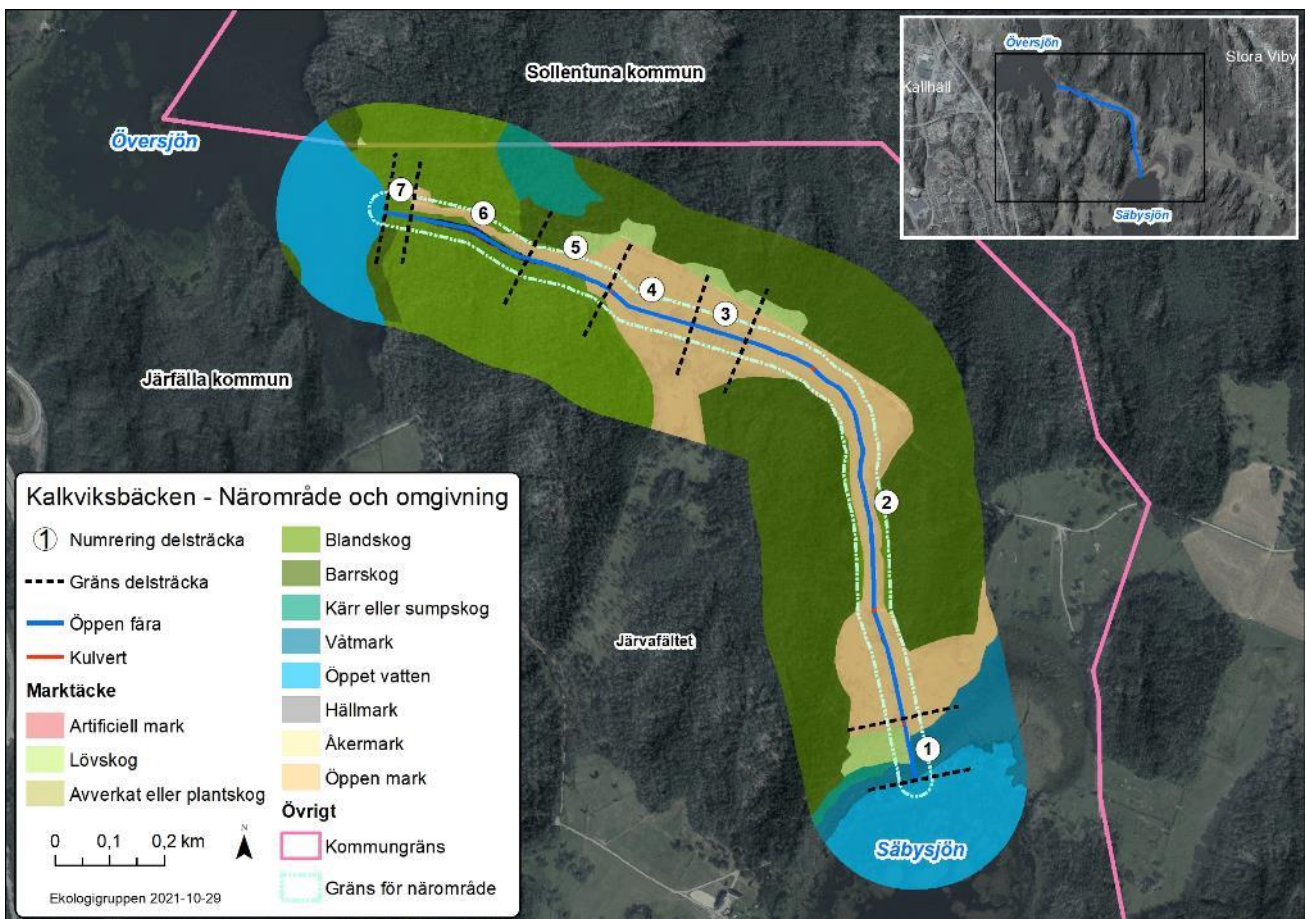 Sollentuna kommun
Översjön
Järfälla kommun
Järvafältet
Säbysjön
7
6
5
4
3
2
1
Översjön
Stora Viby
Kallhäll
Säbysjön
Kalkviksbäcken - Närområde och omgivning
1 Numrering delsträcka
Gräns delsträcka
Öppen fåra
Kulvert
Marktäcke
Artificiell mark
Lövskog
Avverkat eller plantskog
Blandskog
Barrskog
Kärr eller sumpskog
Våtmark
Öppet vatten
Hällmark
Åkermark
Öppen mark
Övrigt
Kommungräns
Gräns för närområde
0 0,1 0,2 km
N
Ekologigruppen 2021-10-29